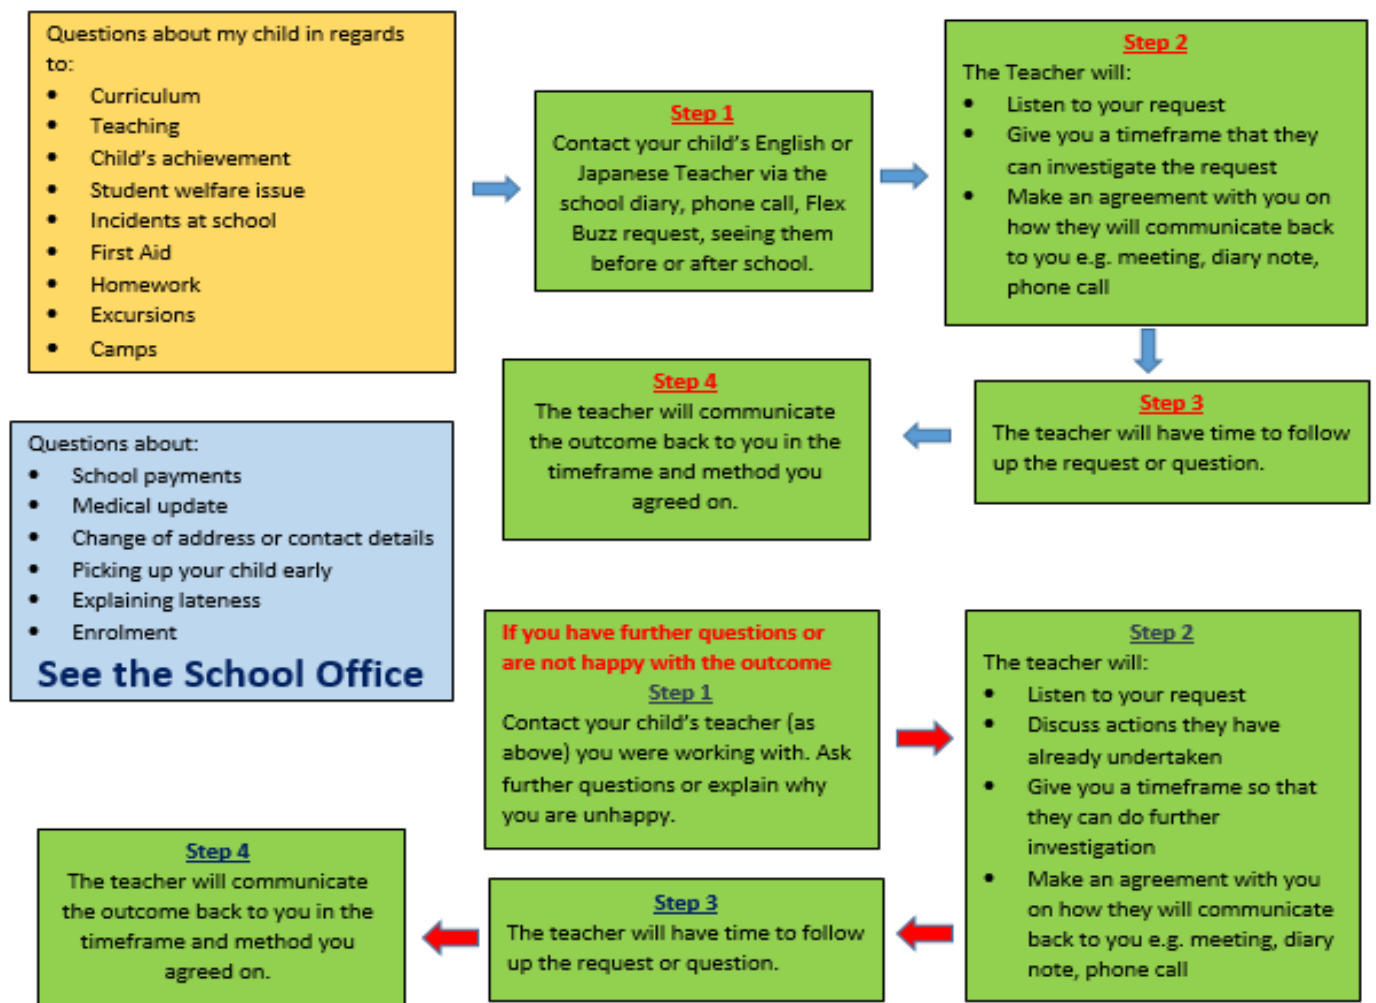 Questions about my child in regards
to:
• Curriculum
• Teaching
• Child's achievement
• Student welfare issue
• Incidents at school
• First Aid
• Homework
• Excursions
• Camps
Step 1
Contact your child's English or
Japanese Teacher via the
school diary, phone call, Flex
Buzz request, seeing them
before or after school.
Step 2
The Teacher will:
• Listen to your request
• Give you a timeframe that they
can investigate the request
• Make an agreement with you on
how they will communicate back
to you e.g. meeting, diary note,
phone call
Step 3
The teacher will have time to follow
up the request or question.
Step 4
The teacher will communicate
the outcome back to you in the
timeframe and method you
agreed on.
Questions about:
• School payments
• Medical update
• Change of address or contact details
• Picking up your child early
• Explaining lateness
• Enrolment
See the School Office
If you have further questions or
are not happy with the outcome
Step 1
Contact your child's teacher (as
above) you were working with. Ask
further questions or explain why
you are unhappy.
Step 2
The teacher will:
• Listen to your request
• Discuss actions they have
already undertaken
• Give you a timeframe so that
they can do further
investigation
• Make an agreement with you
on how they will communicate
back to you e.g. meeting, diary
note, phone call
Step 3
The teacher will have time to follow
up the request or question.
Step 4
The teacher will communicate
the outcome back to you in the
timeframe and method you
agreed on.